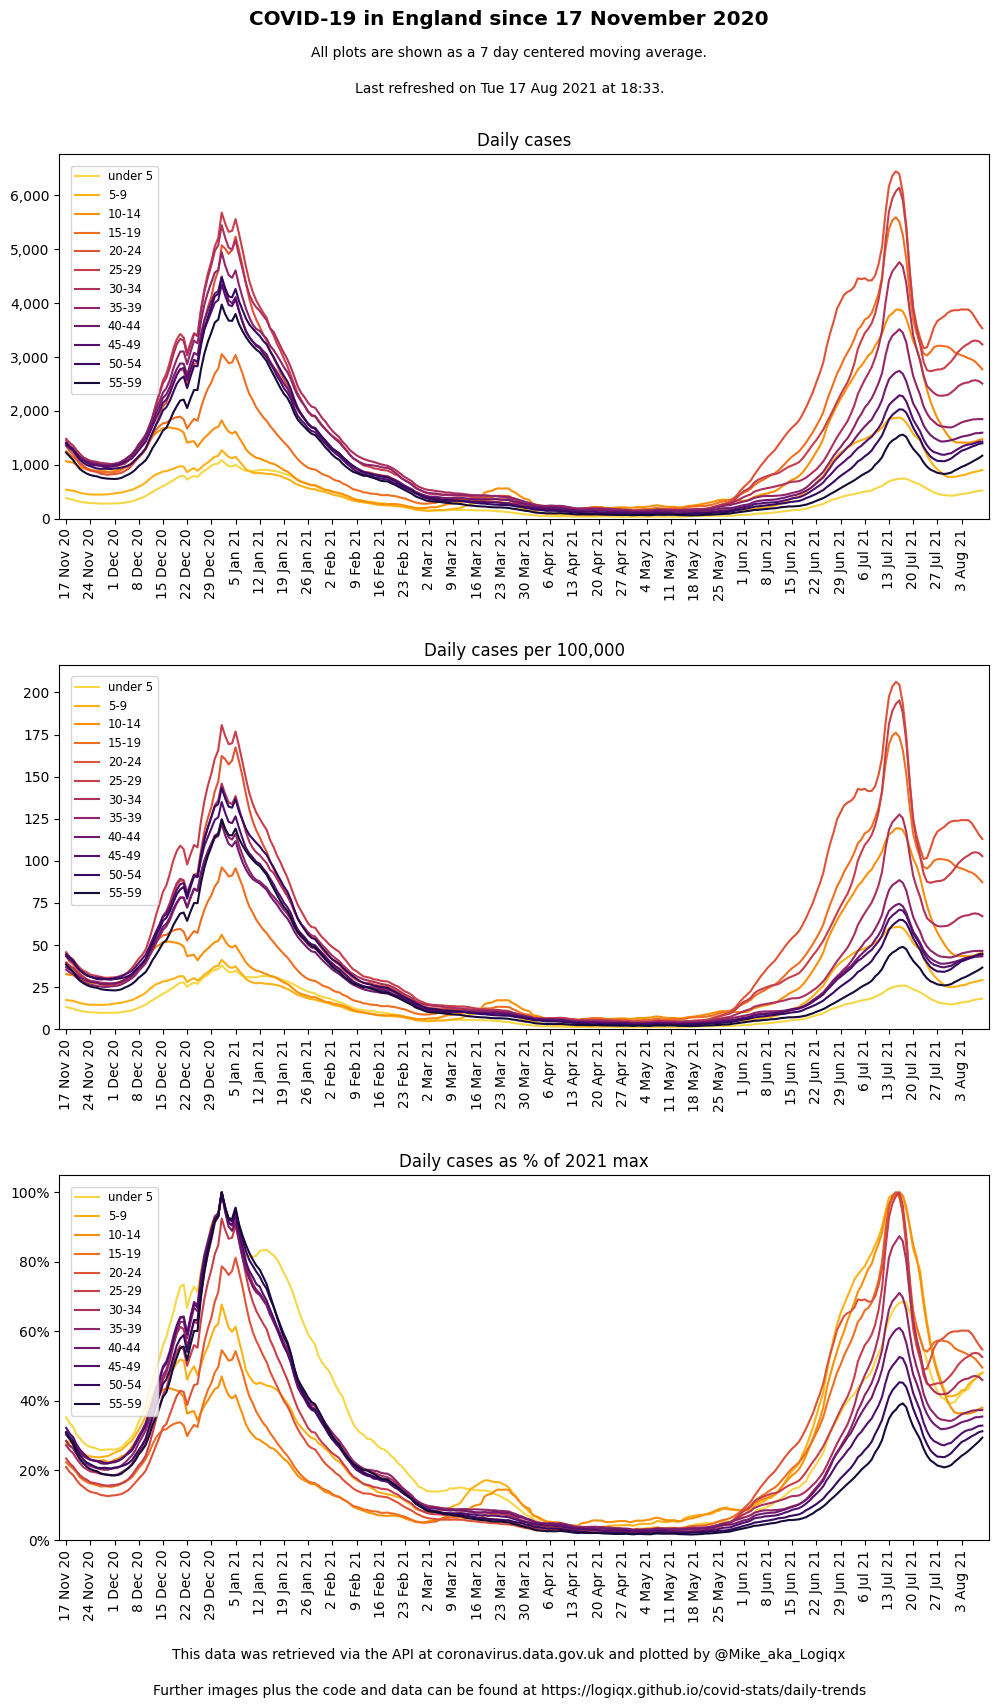 COVID-19 in England since 17 November 2020
All plots are shown as a 7 day centered moving average.
Last refreshed on Tue 17 Aug 2021 at 18:33.
Daily cases
under 5
5-9
10-14
15-19
20-24
25-29
30-34
35-39
40-44
45-49
50-54
55-59
6,000
5,000
4,000
3,000
2,000
1,000
0
17 Nov 20
24 Nov 20
1 Dec 20
8 Dec 20
15 Dec 20
22 Dec 20
29 Dec 20
5 Jan 21
12 Jan 21
19 Jan 21
26 Jan 21
2 Feb 21
9 Feb 21
16 Feb 21
23 Feb 21
2 Mar 21
9 Mar 21
16 Mar 21
23 Mar 21
30 Mar 21
6 Apr 21
13 Apr 21
20 Apr 21
27 Apr 21
4 May 21
11 May 21
18 May 21
25 May 21
1 Jun 21
8 Jun 21
15 Jun 21
22 Jun 21
29 Jun 21
6 Jul 21
13 Jul 21
20 Jul 21
27 Jul 21
3 Aug 21
Daily cases per 100,000
under 5
5-9
10-14
15-19
20-24
25-29
30-34
35-39
40-44
45-49
50-54
55-59
200
175
150
125
100
75
50
25
0
17 Nov 20
24 Nov 20
1 Dec 20
8 Dec 20
15 Dec 20
22 Dec 20
29 Dec 20
5 Jan 21
12 Jan 21
19 Jan 21
26 Jan 21
2 Feb 21
9 Feb 21
16 Feb 21
23 Feb 21
2 Mar 21
9 Mar 21
16 Mar 21
23 Mar 21
30 Mar 21
6 Apr 21
13 Apr 21
20 Apr 21
27 Apr 21
4 May 21
11 May 21
18 May 21
25 May 21
1 Jun 21
8 Jun 21
15 Jun 21
22 Jun 21
29 Jun 21
6 Jul 21
13 Jul 21
20 Jul 21
27 Jul 21
3 Aug 21
Daily cases as % of 2021 max
under 5
5-9
10-14
15-19
20-24
25-29
30-34
35-39
40-44
45-49
50-54
55-59
100%
80%
60%
40%
20%
0%
17 Nov 20
24 Nov 20
1 Dec 20
8 Dec 20
15 Dec 20
22 Dec 20
29 Dec 20
5 Jan 21
12 Jan 21
19 Jan 21
26 Jan 21
2 Feb 21
9 Feb 21
16 Feb 21
23 Feb 21
2 Mar 21
9 Mar 21
16 Mar 21
23 Mar 21
30 Mar 21
6 Apr 21
13 Apr 21
20 Apr 21
27 Apr 21
4 May 21
11 May 21
18 May 21
25 May 21
1 Jun 21
8 Jun 21
15 Jun 21
22 Jun 21
29 Jun 21
6 Jul 21
13 Jul 21
20 Jul 21
27 Jul 21
3 Aug 21
This data was retrieved via the API at coronavirus.data.gov.uk and plotted by @Mike_aka_Logiqx
Further images plus the code and data can be found at https://logiqx.github.io/covid-stats/daily-trends